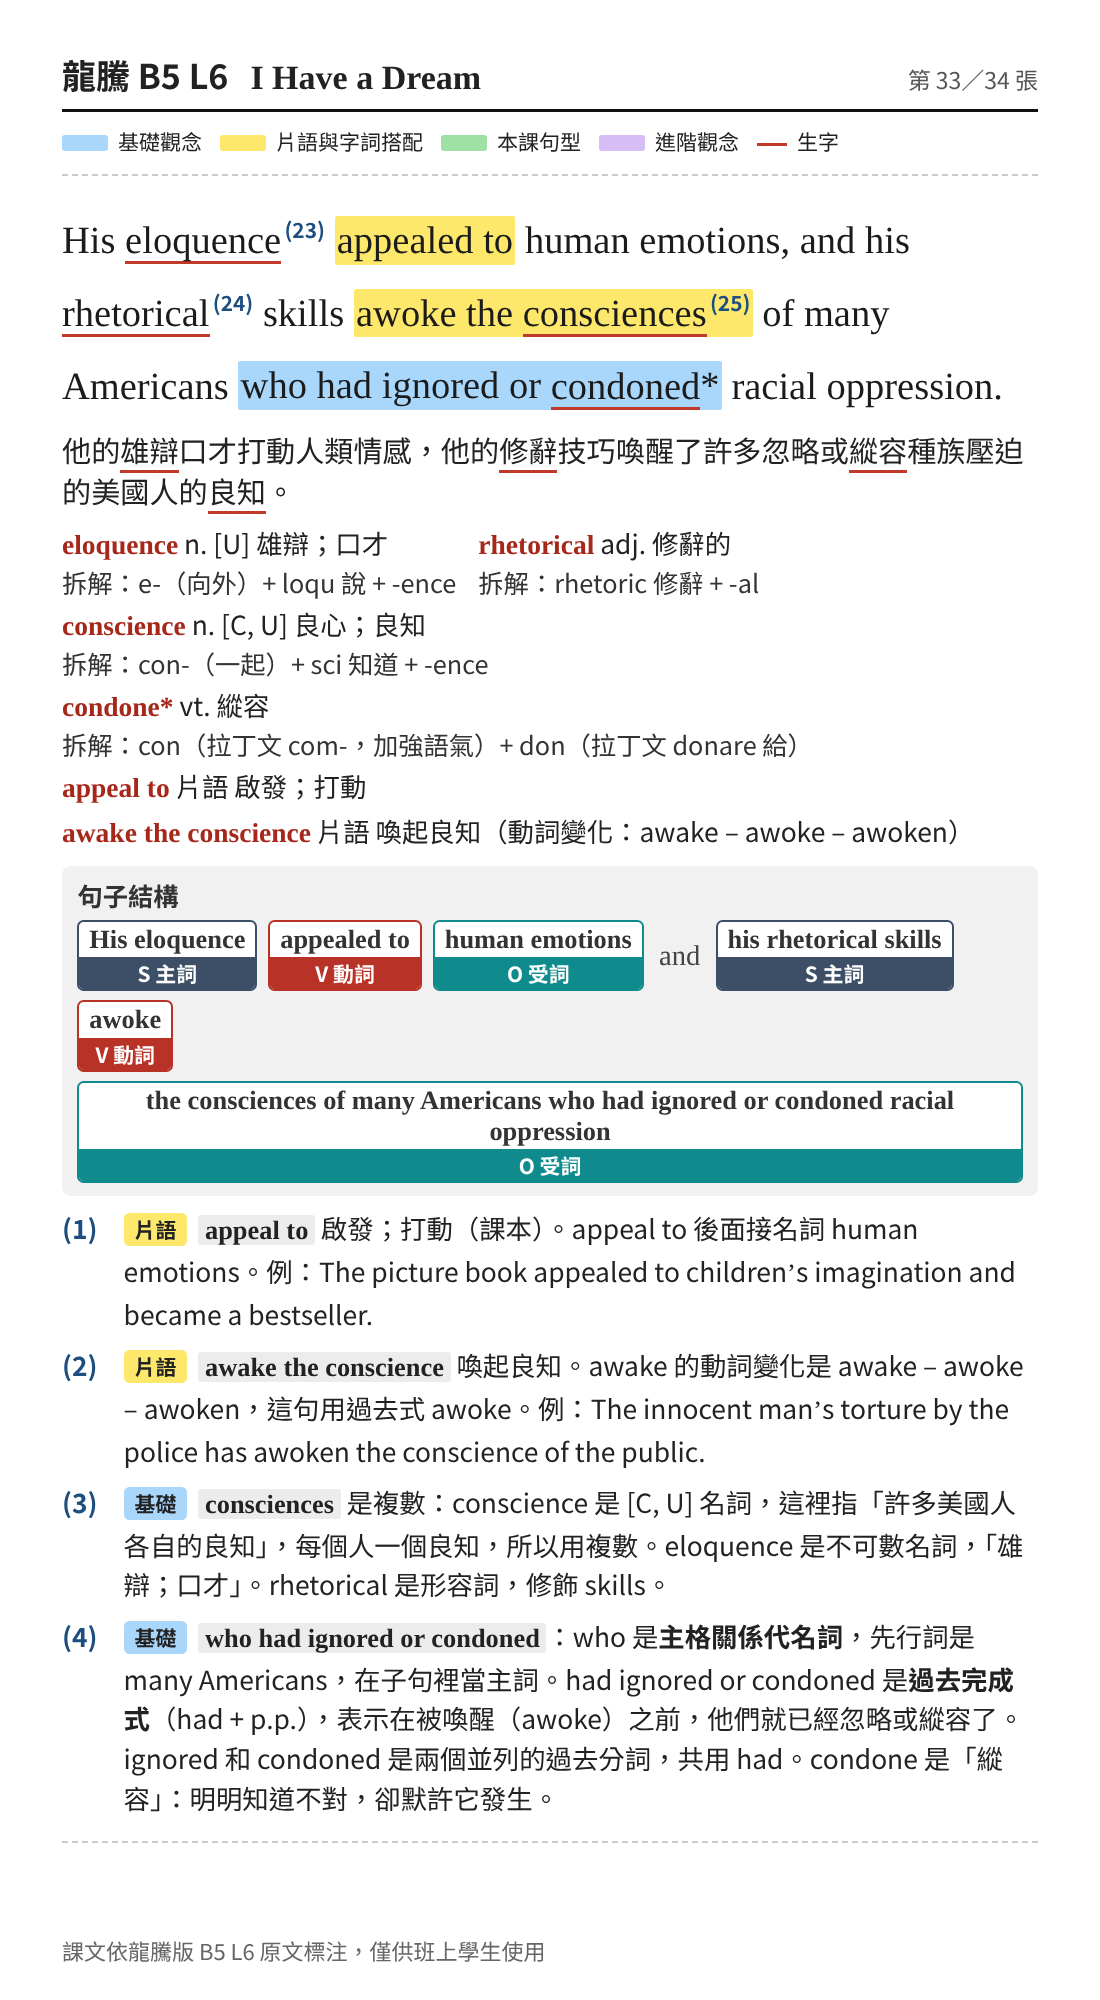 龍騰 B5 L6 I Have a Dream
第 33／34 張
基礎觀念 片語與字詞搭配 本課句型 進階觀念 生字
His eloquence(23) appealed to human emotions, and his
rhetorical(24) skills awoke the consciences(25) of many
Americans who had ignored or condoned* racial oppression.
他的雄辯口才打動人類情感，他的修辭技巧喚醒了許多忽略或縱容種族壓迫
的美國人的良知。
eloquence n. [U] 雄辯；口才 rhetorical adj. 修辭的
拆解：e-（向外）+ loqu 說 + -ence 拆解：rhetoric 修辭 + -al
conscience n. [C, U] 良心；良知
拆解：con-（一起）+ sci 知道 + -ence
condone* vt. 縱容
拆解：con（拉丁文 com-，加強語氣）+ don（拉丁文 donare 給）
appeal to 片語 啟發；打動
awake the conscience 片語 喚起良知（動詞變化：awake – awoke – awoken）
句子結構
His eloquence appealed to human emotions and his rhetorical skills
S 主詞 V 動詞 O 受詞 S 主詞
awoke
V 動詞
the consciences of many Americans who had ignored or condoned racial
oppression
O 受詞
(1) 片語 appeal to 啟發；打動（課本）。appeal to 後面接名詞 human
emotions。例：The picture book appealed to children’s imagination and
became a bestseller.
(2) 片語 awake the conscience 喚起良知。awake 的動詞變化是 awake – awoke
– awoken，這句用過去式 awoke。例：The innocent man’s torture by the
police has awoken the conscience of the public.
(3) 基礎 consciences 是複數：conscience 是 [C, U] 名詞，這裡指「許多美國人
各自的良知」，每個人一個良知，所以用複數。eloquence 是不可數名詞，「雄
辯；口才」。rhetorical 是形容詞，修飾 skills。
(4) 基礎 who had ignored or condoned ：who 是主格關係代名詞，先行詞是
many Americans，在子句裡當主詞。had ignored or condoned 是過去完成
式（had + p.p.），表示在被喚醒（awoke）之前，他們就已經忽略或縱容了。
ignored 和 condoned 是兩個並列的過去分詞，共用 had。condone 是「縱
容」：明明知道不對，卻默許它發生。
課文依龍騰版 B5 L6 原文標注，僅供班上學生使用